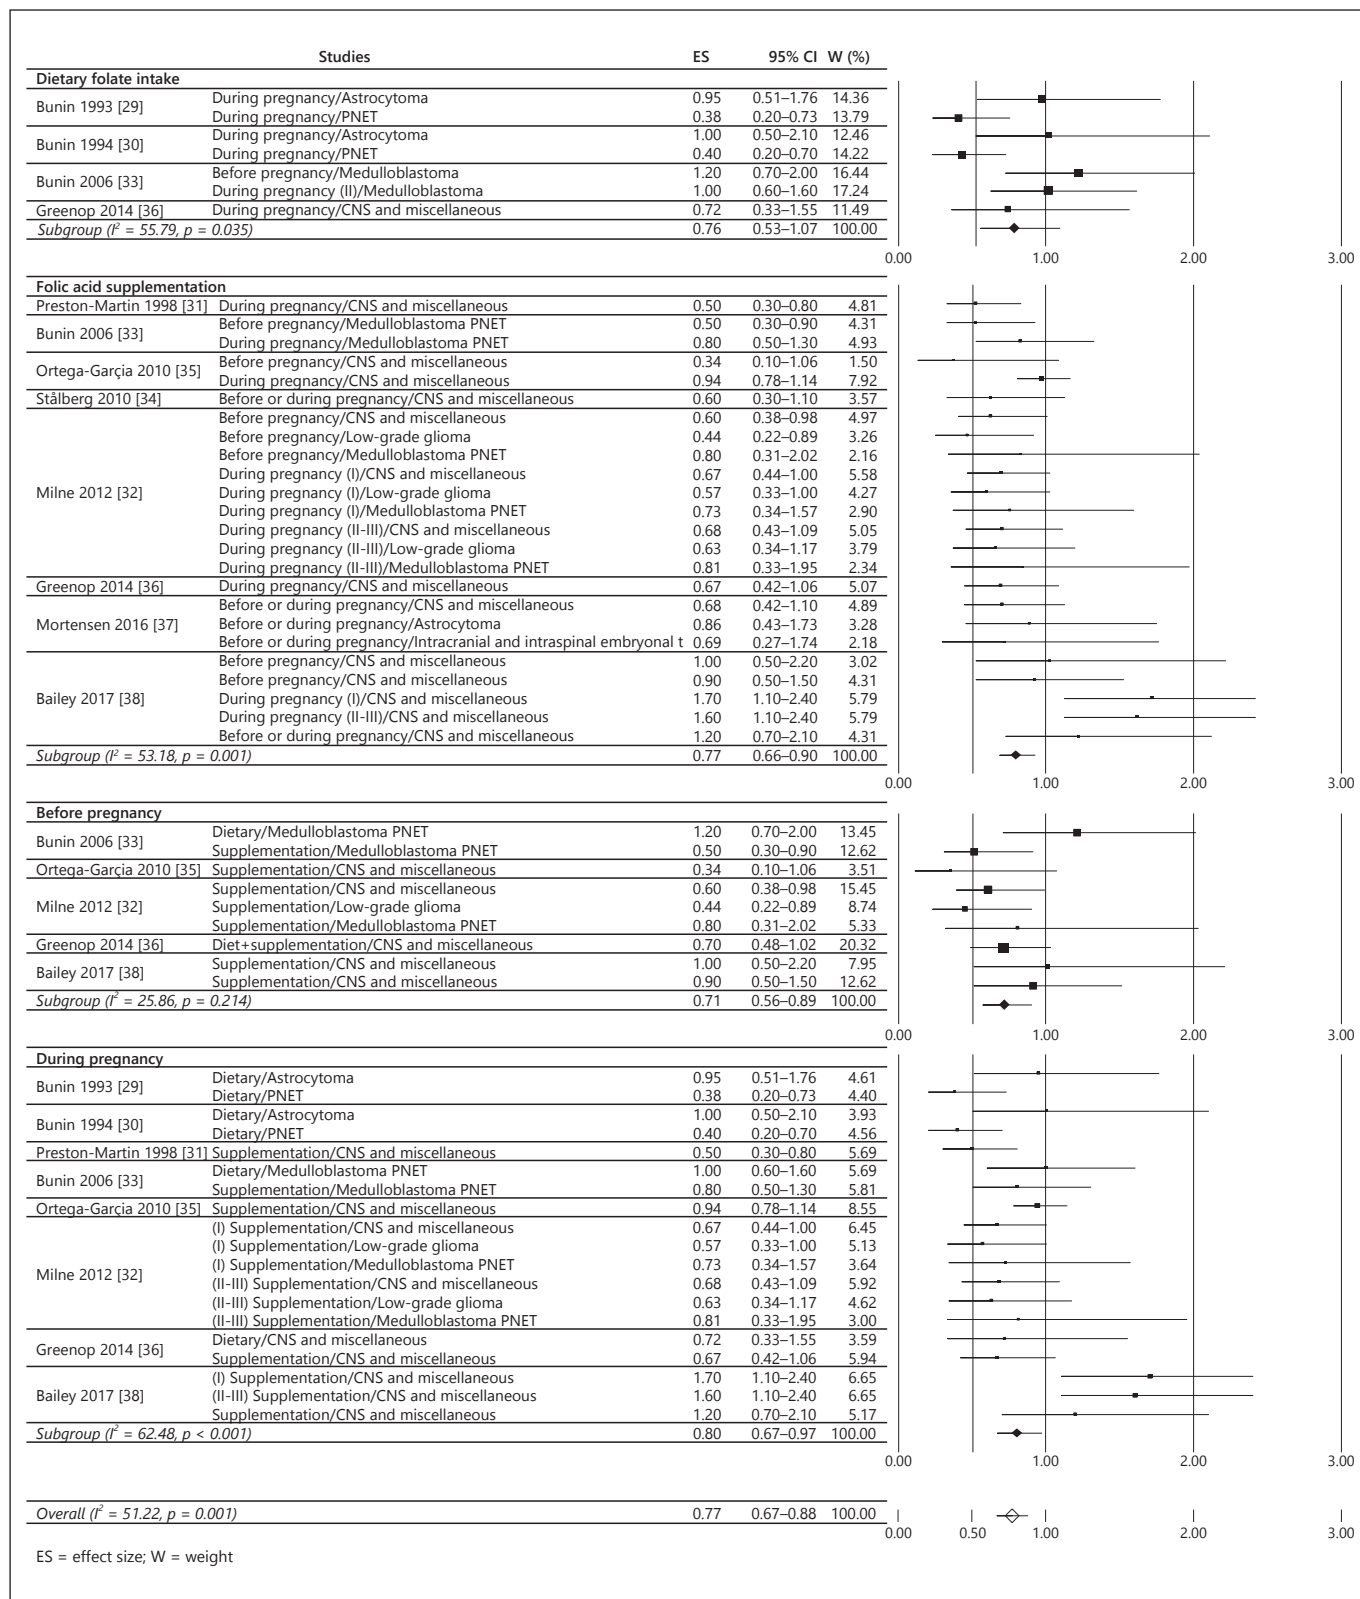 Studies ES 95% CI W (%)
Dietary folate intake
Bunin 1993 [29] During pregnancy/Astrocytoma 0.95 0.51–1.76 14.36
During pregnancy/PNET 0.38 0.20–0.73 13.79
Bunin 1994 [30] During pregnancy/Astrocytoma 1.00 0.50–2.10 12.46
During pregnancy/PNET 0.40 0.20–0.70 14.22
Bunin 2006 [33] Before pregnancy/Medulloblastoma 1.20 0.70–2.00 16.44
During pregnancy (II)/Medulloblastoma 1.00 0.60–1.60 17.24
Greenop 2014 [36] During pregnancy/CNS and miscellaneous 0.72 0.33–1.55 11.49
Subgroup (I² = 55.79, p = 0.035) 0.76 0.53–1.07 100.00
0.00 1.00 2.00 3.00
Folic acid supplementation
Preston-Martin 1998 [31] During pregnancy/CNS and miscellaneous 0.50 0.30–0.80 4.81
Bunin 2006 [33] Before pregnancy/Medulloblastoma PNET 0.50 0.30–0.90 4.31
During pregnancy/Medulloblastoma PNET 0.80 0.50–1.30 4.93
Ortega-Garçia 2010 [35] Before pregnancy/CNS and miscellaneous 0.34 0.10–1.06 1.50
During pregnancy/CNS and miscellaneous 0.94 0.78–1.14 7.92
Stålberg 2010 [34] Before or during pregnancy/CNS and miscellaneous 0.60 0.30–1.10 3.57
Milne 2012 [32] Before pregnancy/CNS and miscellaneous 0.60 0.38–0.98 4.97
Before pregnancy/Low-grade glioma 0.44 0.22–0.89 3.26
Before pregnancy/Medulloblastoma PNET 0.80 0.31–2.02 2.16
During pregnancy (I)/CNS and miscellaneous 0.67 0.44–1.00 5.58
During pregnancy (I)/Low-grade glioma 0.57 0.33–1.00 4.27
During pregnancy (I)/Medulloblastoma PNET 0.73 0.34–1.57 2.90
During pregnancy (II-III)/CNS and miscellaneous 0.68 0.43–1.09 5.05
During pregnancy (II-III)/Low-grade glioma 0.63 0.34–1.17 3.79
During pregnancy (II-III)/Medulloblastoma PNET 0.81 0.33–1.95 2.34
Greenop 2014 [36] During pregnancy/CNS and miscellaneous 0.67 0.42–1.06 5.07
Mortensen 2016 [37] Before or during pregnancy/CNS and miscellaneous 0.68 0.42–1.10 4.89
Before or during pregnancy/Astrocytoma 0.86 0.43–1.73 3.28
Before or during pregnancy/Intracranial and intraspinal embryonal t 0.69 0.27–1.74 2.18
Bailey 2017 [38] Before pregnancy/CNS and miscellaneous 1.00 0.50–2.20 3.02
Before pregnancy/CNS and miscellaneous 0.90 0.50–1.50 4.31
During pregnancy (I)/CNS and miscellaneous 1.70 1.10–2.40 5.79
During pregnancy (II-III)/CNS and miscellaneous 1.60 1.10–2.40 5.79
Before or during pregnancy/CNS and miscellaneous 1.20 0.70–2.10 4.31
Subgroup (I² = 53.18, p = 0.001) 0.77 0.66–0.90 100.00
0.00 1.00 2.00 3.00
Before pregnancy
Bunin 2006 [33] Dietary/Medulloblastoma PNET 1.20 0.70–2.00 13.45
Supplementation/Medulloblastoma PNET 0.50 0.30–0.90 12.62
Ortega-Garçia 2010 [35] Supplementation/CNS and miscellaneous 0.34 0.10–1.06 3.51
Milne 2012 [32] Supplementation/CNS and miscellaneous 0.60 0.38–0.98 15.45
Supplementation/Low-grade glioma 0.44 0.22–0.89 8.74
Supplementation/Medulloblastoma PNET 0.80 0.31–2.02 5.33
Greenop 2014 [36] Diet+supplementation/CNS and miscellaneous 0.70 0.48–1.02 20.32
Bailey 2017 [38] Supplementation/CNS and miscellaneous 1.00 0.50–2.20 7.95
Supplementation/CNS and miscellaneous 0.90 0.50–1.50 12.62
Subgroup (I² = 25.86, p = 0.214) 0.71 0.56–0.89 100.00
0.00 1.00 2.00 3.00
During pregnancy
Bunin 1993 [29] Dietary/Astrocytoma 0.95 0.51–1.76 4.61
Dietary/PNET 0.38 0.20–0.73 4.40
Bunin 1994 [30] Dietary/Astrocytoma 1.00 0.50–2.10 3.93
Dietary/PNET 0.40 0.20–0.70 4.56
Preston-Martin 1998 [31] Supplementation/CNS and miscellaneous 0.50 0.30–0.80 5.69
Bunin 2006 [33] Dietary/Medulloblastoma PNET 1.00 0.60–1.60 5.69
Supplementation/Medulloblastoma PNET 0.80 0.50–1.30 5.81
Ortega-Garçia 2010 [35] Supplementation/CNS and miscellaneous 0.94 0.78–1.14 8.55
Milne 2012 [32] (I) Supplementation/CNS and miscellaneous 0.67 0.44–1.00 6.45
(I) Supplementation/Low-grade glioma 0.57 0.33–1.00 5.13
(I) Supplementation/Medulloblastoma PNET 0.73 0.34–1.57 3.64
(II-III) Supplementation/CNS and miscellaneous 0.68 0.43–1.09 5.92
(II-III) Supplementation/Low-grade glioma 0.63 0.34–1.17 4.62
(II-III) Supplementation/Medulloblastoma PNET 0.81 0.33–1.95 3.00
Greenop 2014 [36] Dietary/CNS and miscellaneous 0.72 0.33–1.55 3.59
Supplementation/CNS and miscellaneous 0.67 0.42–1.06 5.94
Bailey 2017 [38] (I) Supplementation/CNS and miscellaneous 1.70 1.10–2.40 6.65
(II-III) Supplementation/CNS and miscellaneous 1.60 1.10–2.40 6.65
Supplementation/CNS and miscellaneous 1.20 0.70–2.10 5.17
Subgroup (I² = 62.48, p < 0.001) 0.80 0.67–0.97 100.00
0.00 1.00 2.00 3.00
Overall (I² = 51.22, p = 0.001) 0.77 0.67–0.88 100.00
0.00 0.50 1.00 2.00 3.00
ES = effect size; W = weight